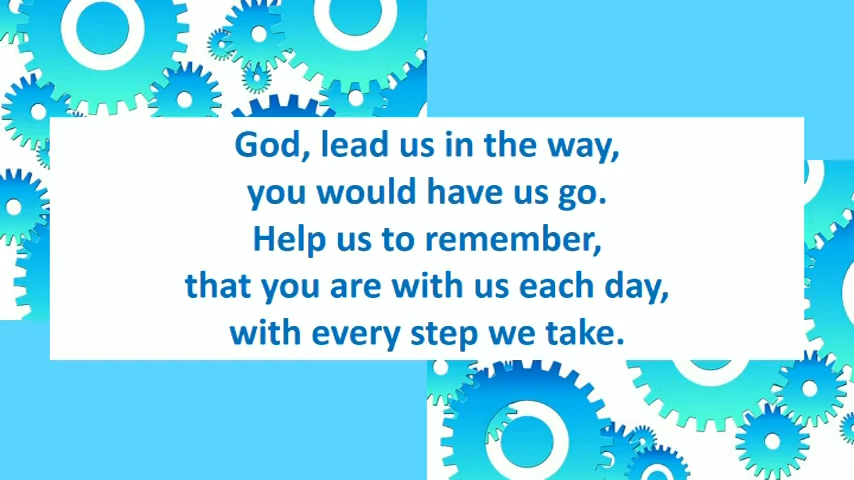 God, lead us in the way,
you would have us go.
Help us to remember,
that you are with us each day,
with every step we take.